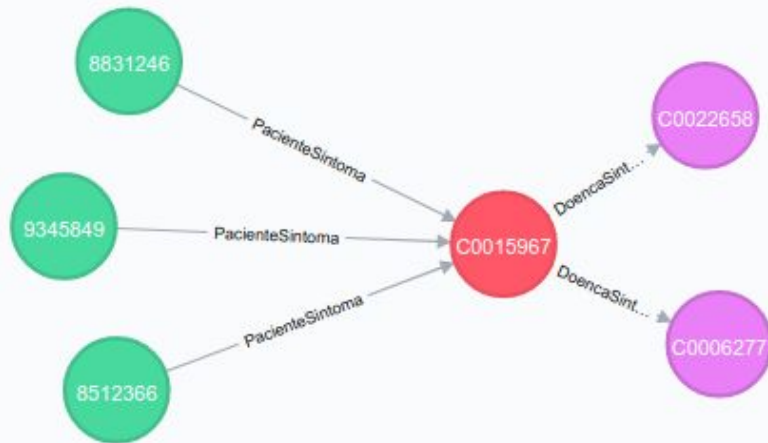 8831246
PacienteSintoma
C0022658
DoencaSint...
9345849
PacienteSintoma
C0015967
DoencaSint...
PacienteSintoma
C0006277
8512366